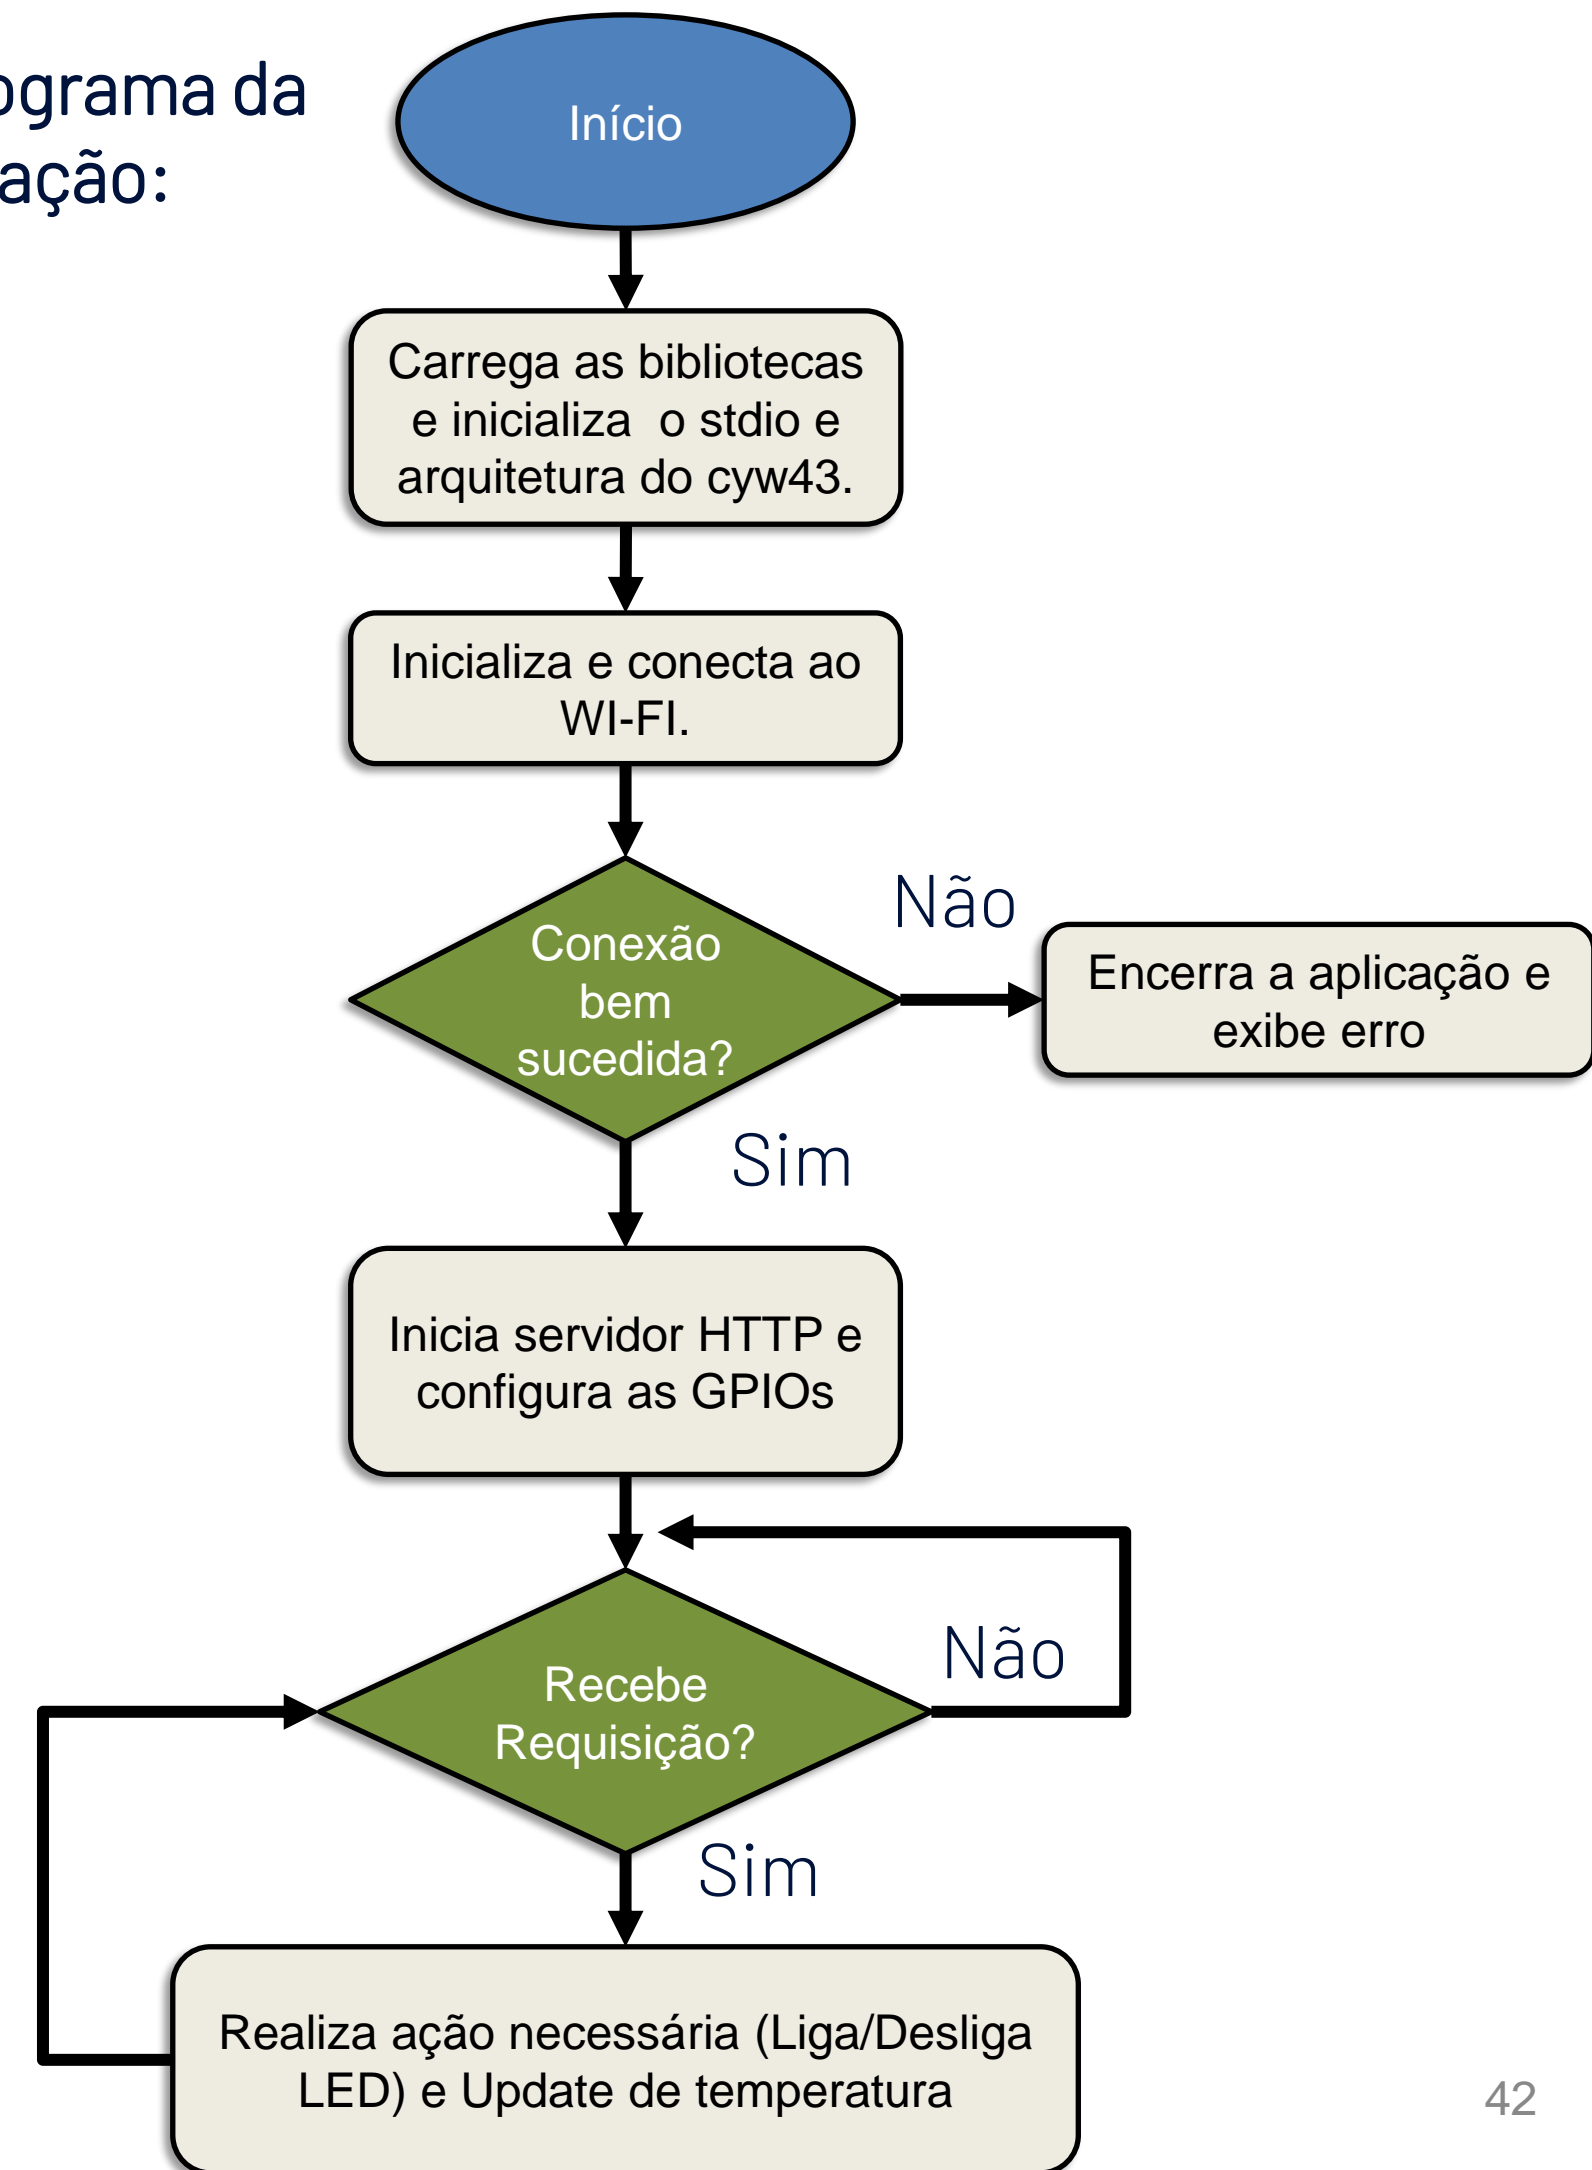 ograma da
ação:
Início
Carrega as bibliotecas
e inicializa o stdio e
arquitetura do cyw43.
Inicializa e conecta ao
WI-FI.
Conexão
bem
sucedida?
Não
Encerra a aplicação e
exibe erro
Sim
Inicia servidor HTTP e
configura as GPIOs
Recebe
Requisição?
Não
Sim
Realiza ação necessária (Liga/Desliga
LED) e Update de temperatura
42